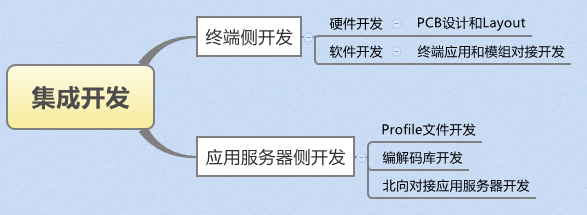 集成开发
终端侧开发
硬件开发 PCB设计和Layout
软件开发 终端应用和模组对接开发
应用服务器侧开发
Profile文件开发
编解码库开发
北向对接应用服务器开发